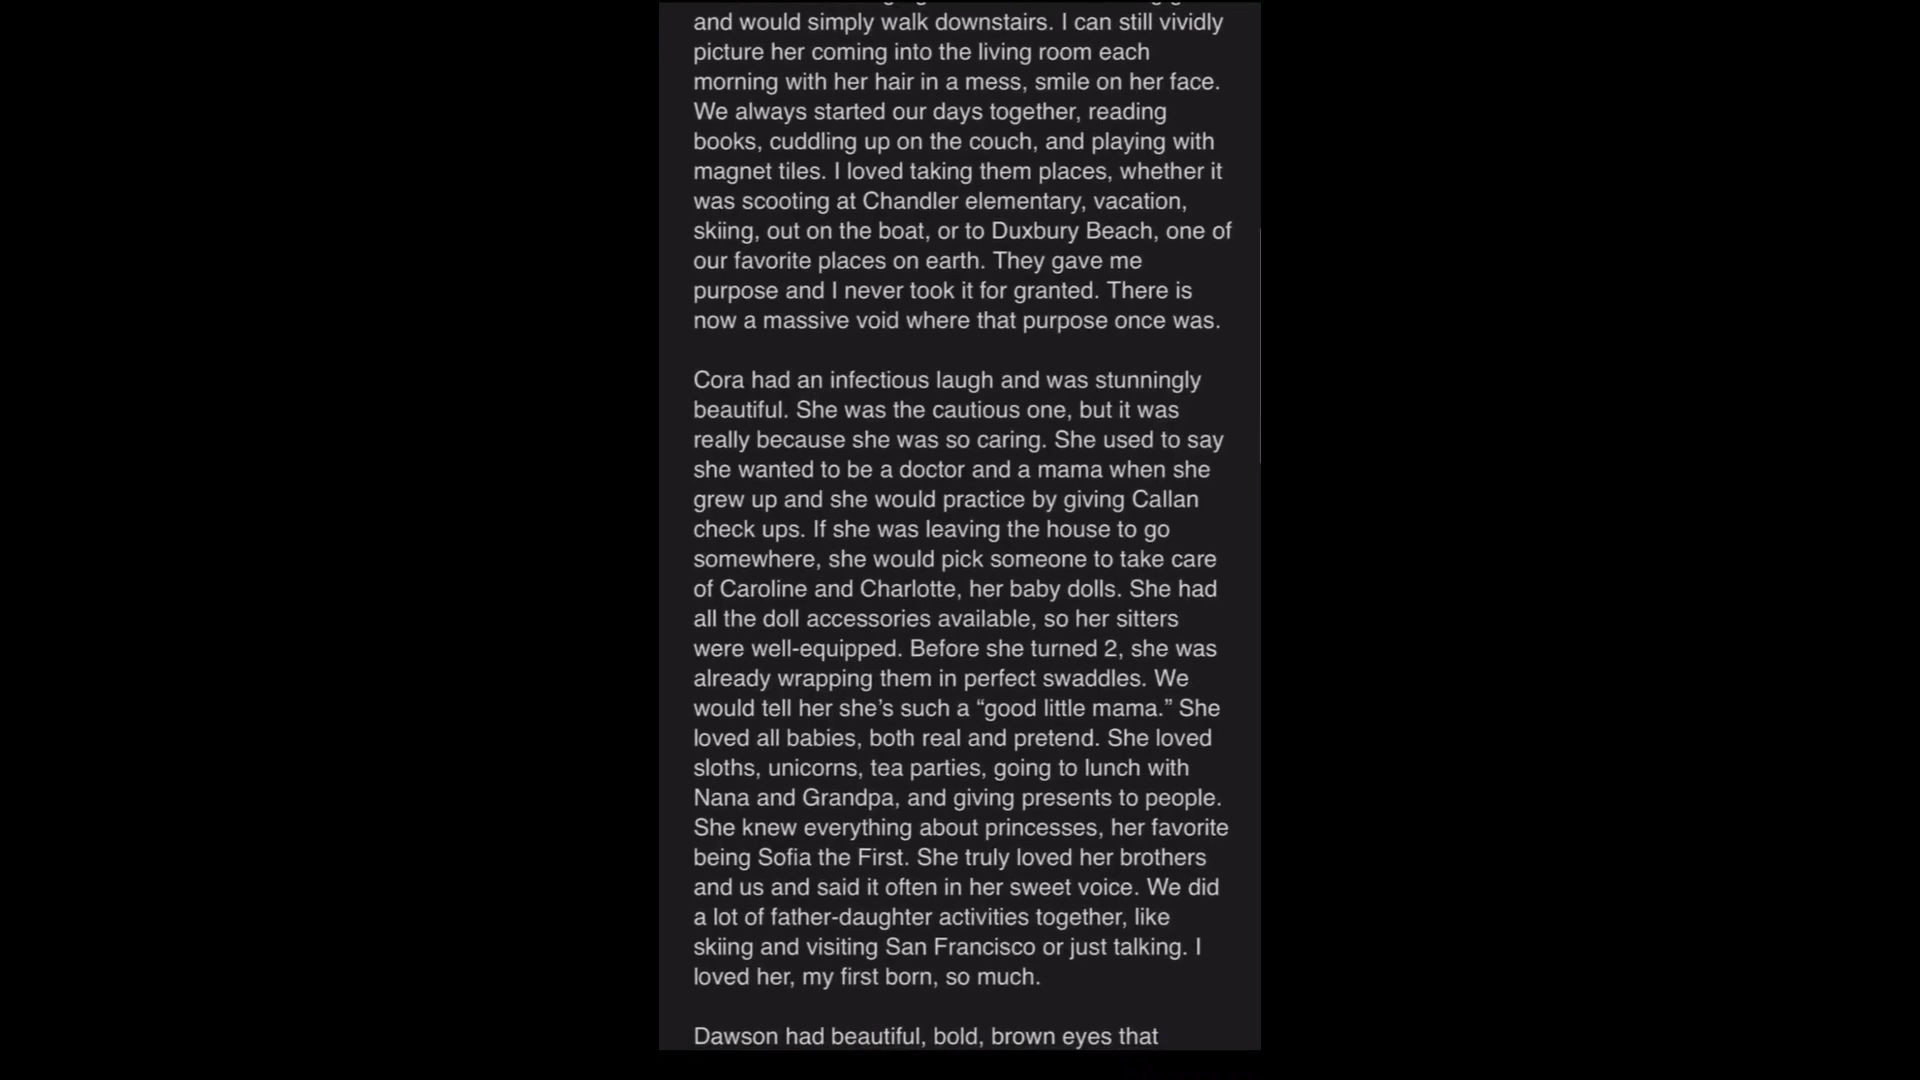 and would simply walk downstairs. I can still vividly
picture her coming into the living room each
morning with her hair in a mess, smile on her face.
We always started our days together, reading
books, cuddling up on the couch, and playing with
magnet tiles. I loved taking them places, whether it
was scooting at Chandler elementary, vacation,
skiing, out on the boat, or to Duxbury Beach, one of
our favorite places on earth. They gave me
purpose and I never took it for granted. There is
now a massive void where that purpose once was.
Cora had an infectious laugh and was stunningly
beautiful. She was the cautious one, but it was
really because she was so caring. She used to say
she wanted to be a doctor and a mama when she
grew up and she would practice by giving Callan
check ups. If she was leaving the house to go
somewhere, she would pick someone to take care
of Caroline and Charlotte, her baby dolls. She had
all the doll accessories available, so her sitters
were well-equipped. Before she turned 2, she was
already wrapping them in perfect swaddles. We
would tell her she’s such a “good little mama.” She
loved all babies, both real and pretend. She loved
sloths, unicorns, tea parties, going to lunch with
Nana and Grandpa, and giving presents to people.
She knew everything about princesses, her favorite
being Sofia the First. She truly loved her brothers
and us and said it often in her sweet voice. We did
a lot of father-daughter activities together, like
skiing and visiting San Francisco or just talking. I
loved her, my first born, so much.
Dawson had beautiful, bold, brown eyes that